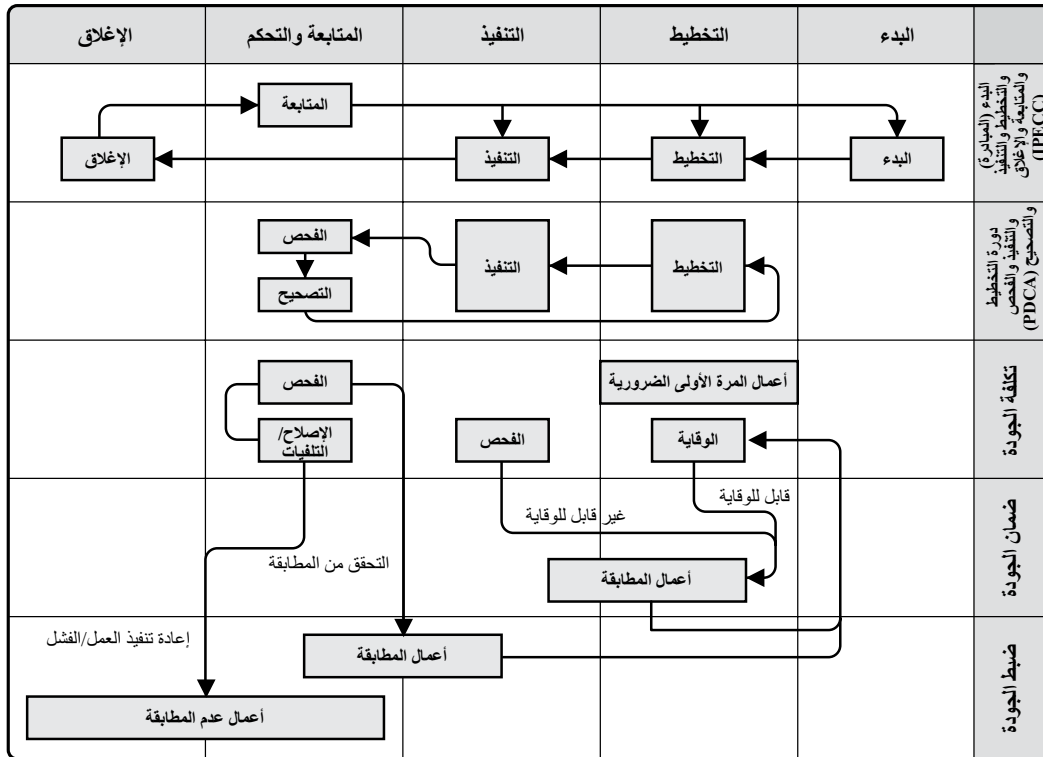 البدء
التخطيط
التنفيذ
المتابعة والتحكم
الإغلاق
البدء (المبادرة)
والتخطيط والتنفيذ
والمتابعة والإغلاق
(IPECC)
المتابعة
البدء
التخطيط
التنفيذ
الإغلاق
دورة التخطيط
والتنفيذ والفحص
والتصحيح (PDCA)
التخطيط
التنفيذ
الفحص
التصحيح
تكلفة الجودة
أعمال المرة الأولى الضرورية
الفحص
الوقاية
الفحص
الإصلاح/
التلفيات
ضمان الجودة
قابل للوقاية
غير قابل للوقاية
التحقق من المطابقة
أعمال المطابقة
ضبط الجودة
إعادة تنفيذ العمل/الفشل
أعمال المطابقة
أعمال عدم المطابقة